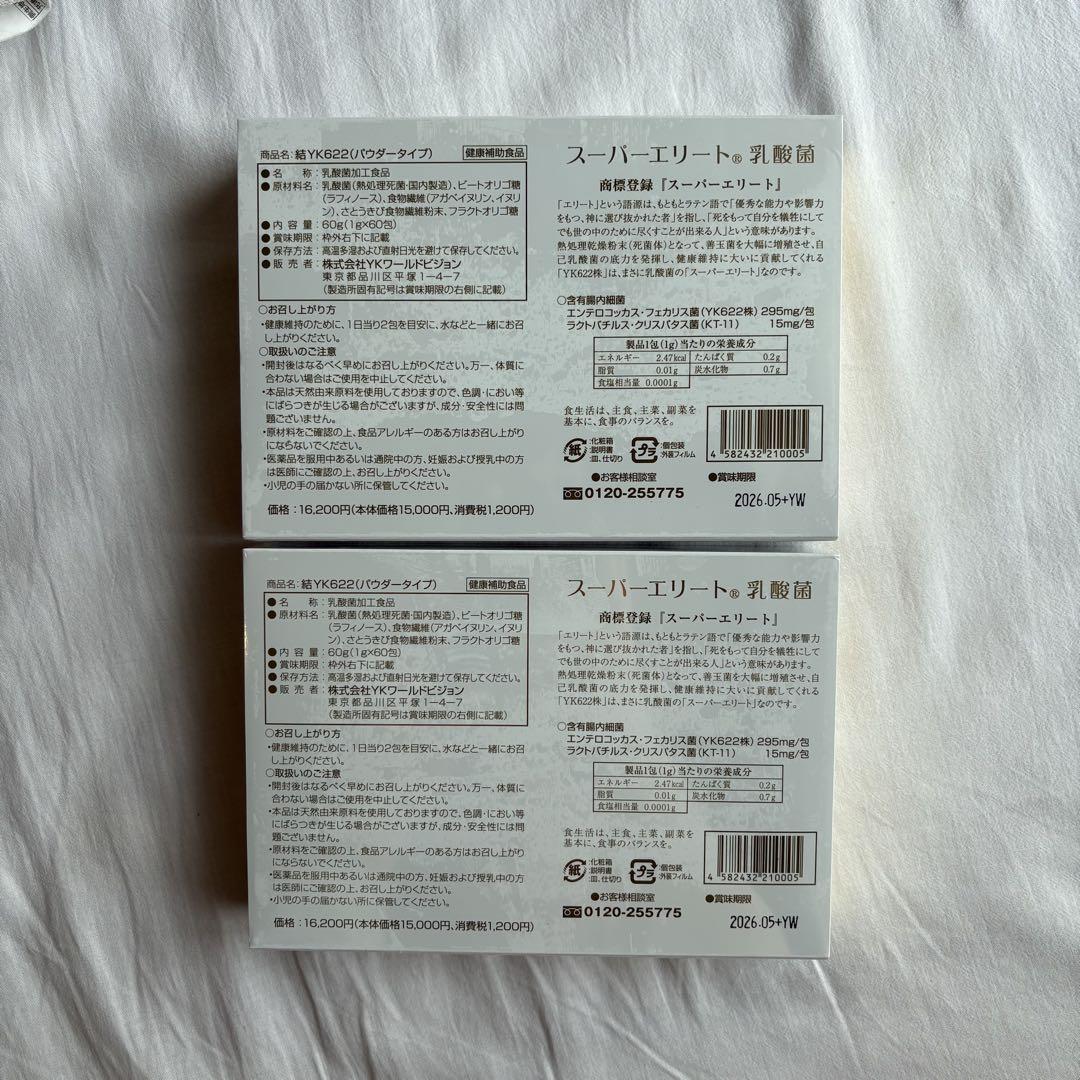 商品名:結YK622(パウダータイプ) 健康補助食品
●名　称:乳酸菌加工食品
●原材料名:乳酸菌(熱処理死菌・国内製造)、ビートオリゴ糖
(ラフィノース)、食物繊維(アガベイヌリン、イヌリ
ン)、さとうきび食物繊維粉末、フラクトオリゴ糖
●内容量:60g(1g×60包)
●賞味期限:枠外右下に記載
●保存方法:高温多湿および直射日光を避けて保存してください。
●販売者:株式会社YKワールドビジョン
東京都品川区平塚1-4-7
(製造所固有記号は賞味期限の右側に記載)
○お召し上がり方
・健康維持のために、1日当り2包を目安に、水などと一緒にお召
し上がりください。
○取扱いのご注意
・開封後はなるべく早めにお召し上がりください。万一、体質に
合わない場合はご使用を中止してください。
・本品は天然由来原料を使用しておりますので、色調・におい等
にばらつきが生じる場合がございますが、成分・安全性には問
題ございません。
・原材料をご確認の上、食品アレルギーのある方はお召し上がり
にならないでください。
・医薬品を服用中あるいは通院中の方、妊娠および授乳中の方
は医師にご確認の上、お召し上がりください。
・小児の手の届かない所に保管してください。
価格:16,200円(本体価格15,000円、消費税1,200円)
スーパーエリート® 乳酸菌
商標登録『スーパーエリート』
「エリート」という語源は、もともとラテン語で「優秀な能力や影響力
をもつ、神に選び抜かれた者」を指し、「死をもって自分を犠牲にして
でも世の中のために尽くすことが出来る人」という意味があります。
熱処理乾燥粉末(死菌体)となって、善玉菌を大幅に増殖させ、自
己乳酸菌の底力を発揮し、健康維持に大いに貢献してくれる
「YK622株」は、まさに乳酸菌の「スーパーエリート」なのです。
○含有腸内細菌
エンテロコッカス・フェカリス菌(YK622株) 295mg/包
ラクトバチルス・クリスパタス菌(KT-11) 15mg/包
製品1包(1g)当たりの栄養成分
エネルギー 2.47kcal たんぱく質 0.2g
脂質 0.01g 炭水化物 0.7g
食塩相当量 0.0001g
食生活は、主食、主菜、副菜を
基本に、食事のバランスを。
紙 :化粧箱
:説明書
:皿、仕切り
プラ :個包装
外装フィルム
4 582432 210005
●お客様相談室
0120-255775
●賞味期限
2026.05+YW
商品名:結YK622(パウダータイプ) 健康補助食品
●名　称:乳酸菌加工食品
●原材料名:乳酸菌(熱処理死菌・国内製造)、ビートオリゴ糖
(ラフィノース)、食物繊維(アガベイヌリン、イヌリ
ン)、さとうきび食物繊維粉末、フラクトオリゴ糖
●内容量:60g(1g×60包)
●賞味期限:枠外右下に記載
●保存方法:高温多湿および直射日光を避けて保存してください。
●販売者:株式会社YKワールドビジョン
東京都品川区平塚1-4-7
(製造所固有記号は賞味期限の右側に記載)
○お召し上がり方
・健康維持のために、1日当り2包を目安に、水などと一緒にお召
し上がりください。
○取扱いのご注意
・開封後はなるべく早めにお召し上がりください。万一、体質に
合わない場合はご使用を中止してください。
・本品は天然由来原料を使用しておりますので、色調・におい等
にばらつきが生じる場合がございますが、成分・安全性には問
題ございません。
・原材料をご確認の上、食品アレルギーのある方はお召し上がり
にならないでください。
・医薬品を服用中あるいは通院中の方、妊娠および授乳中の方
は医師にご確認の上、お召し上がりください。
・小児の手の届かない所に保管してください。
価格:16,200円(本体価格15,000円、消費税1,200円)
スーパーエリート® 乳酸菌
商標登録『スーパーエリート』
「エリート」という語源は、もともとラテン語で「優秀な能力や影響力
をもつ、神に選び抜かれた者」を指し、「死をもって自分を犠牲にして
でも世の中のために尽くすことが出来る人」という意味があります。
熱処理乾燥粉末(死菌体)となって、善玉菌を大幅に増殖させ、自
己乳酸菌の底力を発揮し、健康維持に大いに貢献してくれる
「YK622株」は、まさに乳酸菌の「スーパーエリート」なのです。
○含有腸内細菌
エンテロコッカス・フェカリス菌(YK622株) 295mg/包
ラクトバチルス・クリスパタス菌(KT-11) 15mg/包
製品1包(1g)当たりの栄養成分
エネルギー 2.47kcal たんぱく質 0.2g
脂質 0.01g 炭水化物 0.7g
食塩相当量 0.0001g
食生活は、主食、主菜、副菜を
基本に、食事のバランスを。
紙 :化粧箱
:説明書
:皿、仕切り
プラ :個包装
外装フィルム
4 582432 210005
●お客様相談室
0120-255775
●賞味期限
2026.05+YW